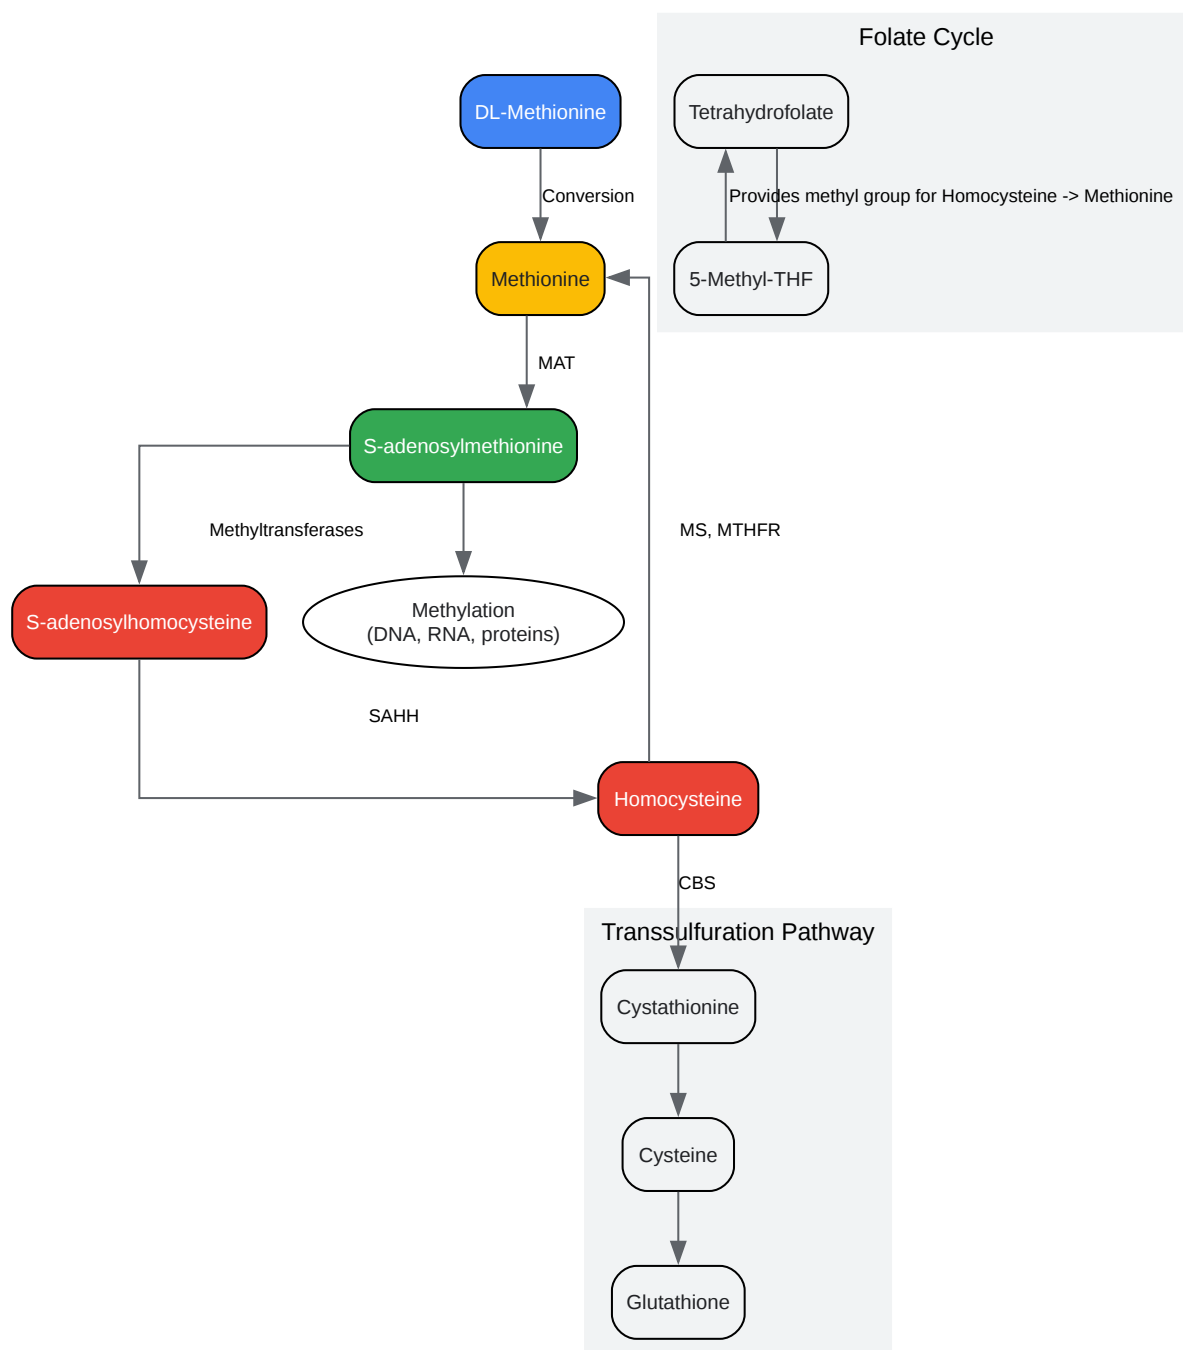 Folate Cycle
DL-Methionine
Tetrahydrofolate
Conversion
Provides methyl group for Homocysteine -> Methionine
Methionine
5-Methyl-THF
MAT
S-adenosylmethionine
Methyltransferases
MS, MTHFR
S-adenosylhomocysteine
Methylation
(DNA, RNA, proteins)
SAHH
Homocysteine
CBS
Transsulfuration Pathway
Cystathionine
Cysteine
Glutathione